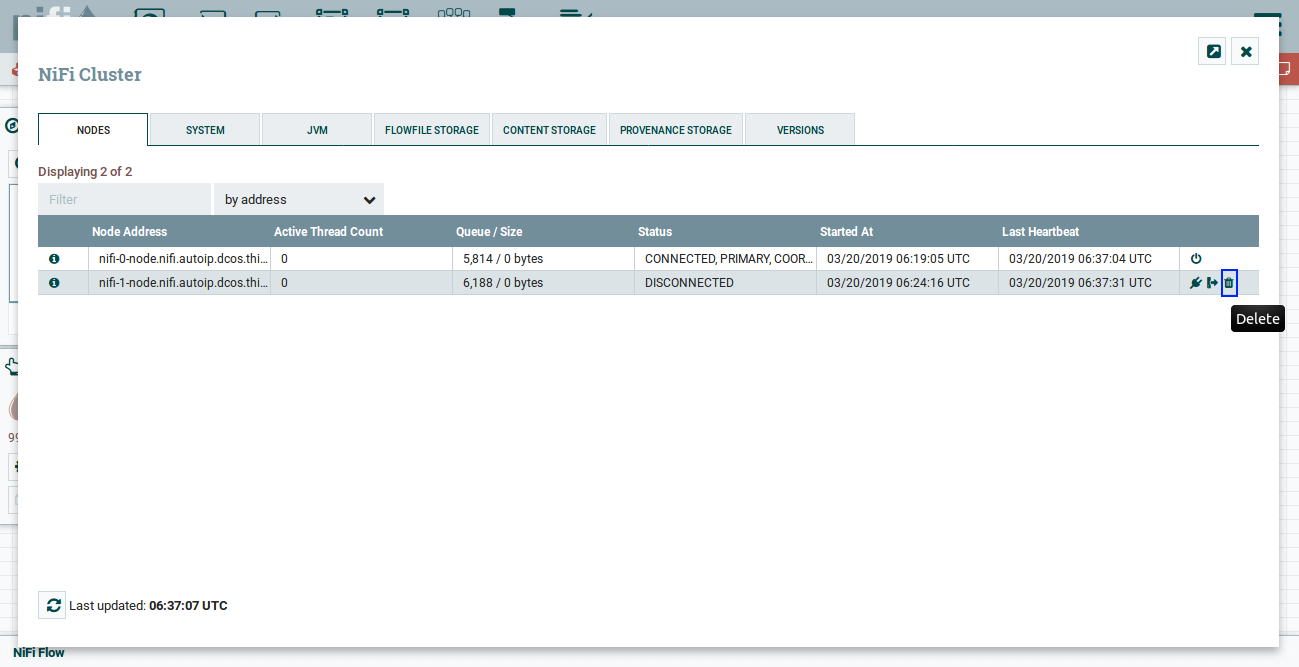 nifi
NiFi Cluster
NODES
SYSTEM
JVM
FLOWFILE STORAGE
CONTENT STORAGE
PROVENANCE STORAGE
VERSIONS
Displaying 2 of 2
Filter
by address
Node Address Active Thread Count Queue / Size Status Started At Last Heartbeat
nifi-0-node.nifi.autoip.dcos.thi... 0 5,814 / 0 bytes CONNECTED, PRIMARY, COOR... 03/20/2019 06:19:05 UTC 03/20/2019 06:37:04 UTC
nifi-1-node.nifi.autoip.dcos.thi... 0 6,188 / 0 bytes DISCONNECTED 03/20/2019 06:24:16 UTC 03/20/2019 06:37:31 UTC
Delete
Last updated: 06:37:07 UTC
NiFi Flow